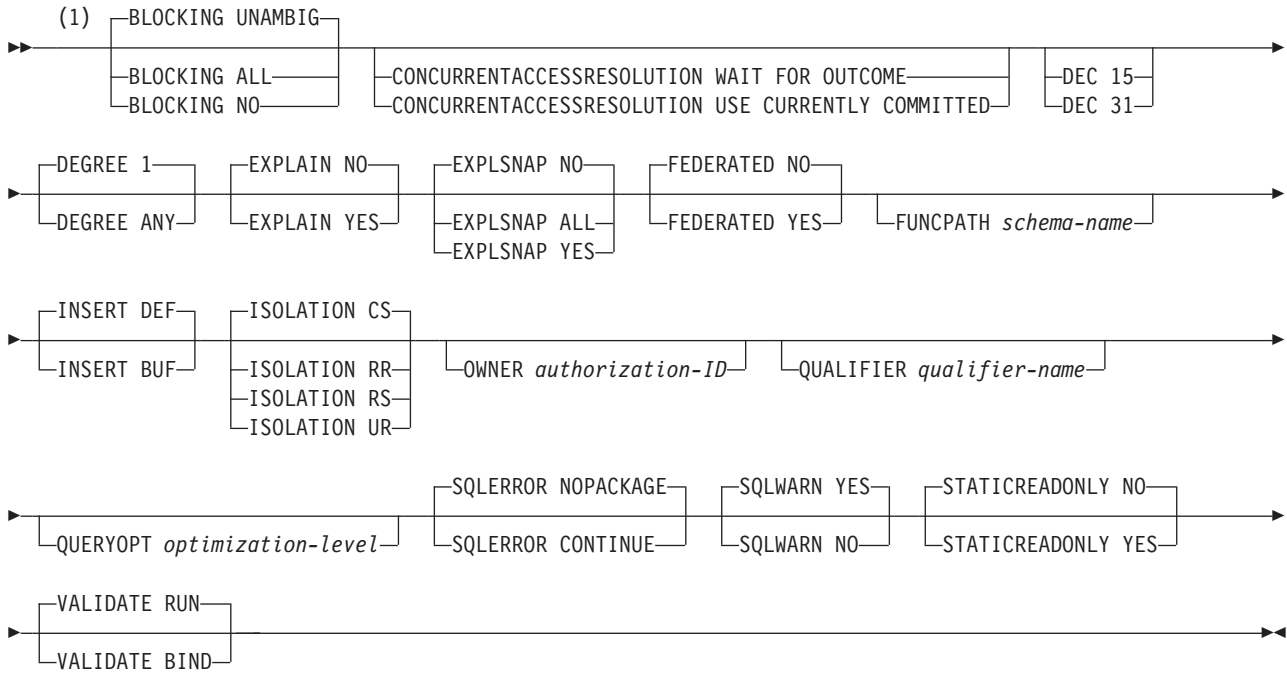 (1) BLOCKING UNAMBIG
BLOCKING ALL CONCURRENTACCESSRESOLUTION WAIT FOR OUTCOME DEC 15
BLOCKING NO CONCURRENTACCESSRESOLUTION USE CURRENTLY COMMITTED DEC 31
DEGREE 1 EXPLAIN NO EXPLSNAP NO FEDERATED NO
DEGREE ANY EXPLAIN YES EXPLSNAP ALL FEDERATED YES FUNCPATH schema-name
EXPLSNAP YES
INSERT DEF ISOLATION CS
INSERT BUF ISOLATION RR OWNER authorization-ID QUALIFIER qualifier-name
ISOLATION RS
ISOLATION UR
SQLERROR NOPACKAGE SQLWARN YES STATICREADONLY NO
QUERYOPT optimization-level SQLERROR CONTINUE SQLWARN NO STATICREADONLY YES
VALIDATE RUN
VALIDATE BIND